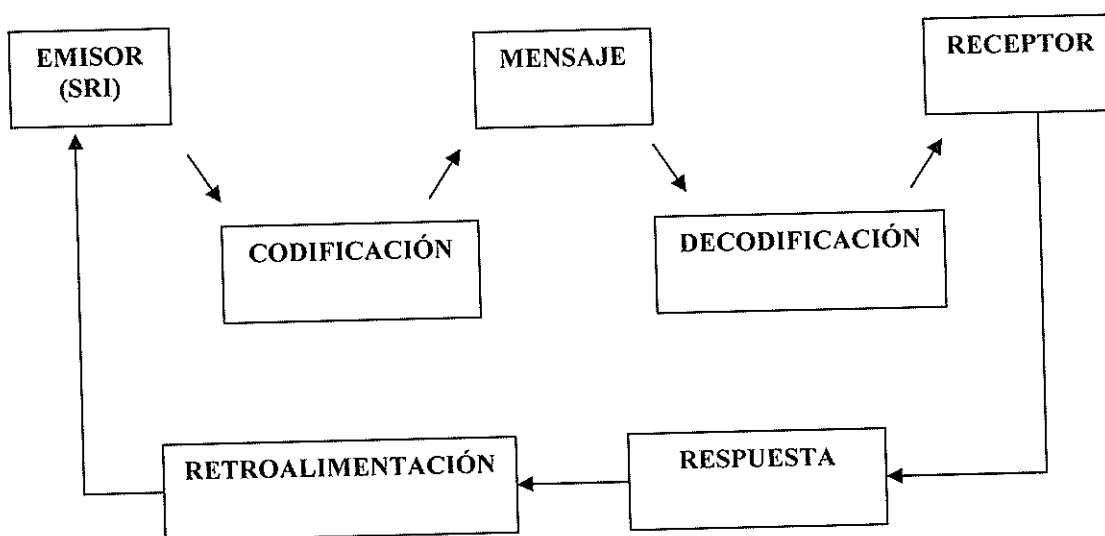 EMISOR
(SRI)
MENSAJE
RECEPTOR
CODIFICACIÓN
DECODIFICACIÓN
RETROALIMENTACIÓN
RESPUESTA